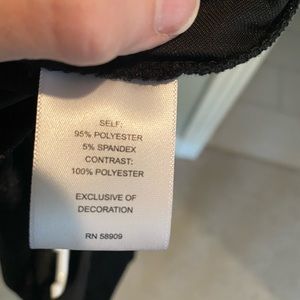 SELF:
95% POLYESTER
5% SPANDEX
CONTRAST:
100% POLYESTER
EXCLUSIVE OF
DECORATION
RN 58909